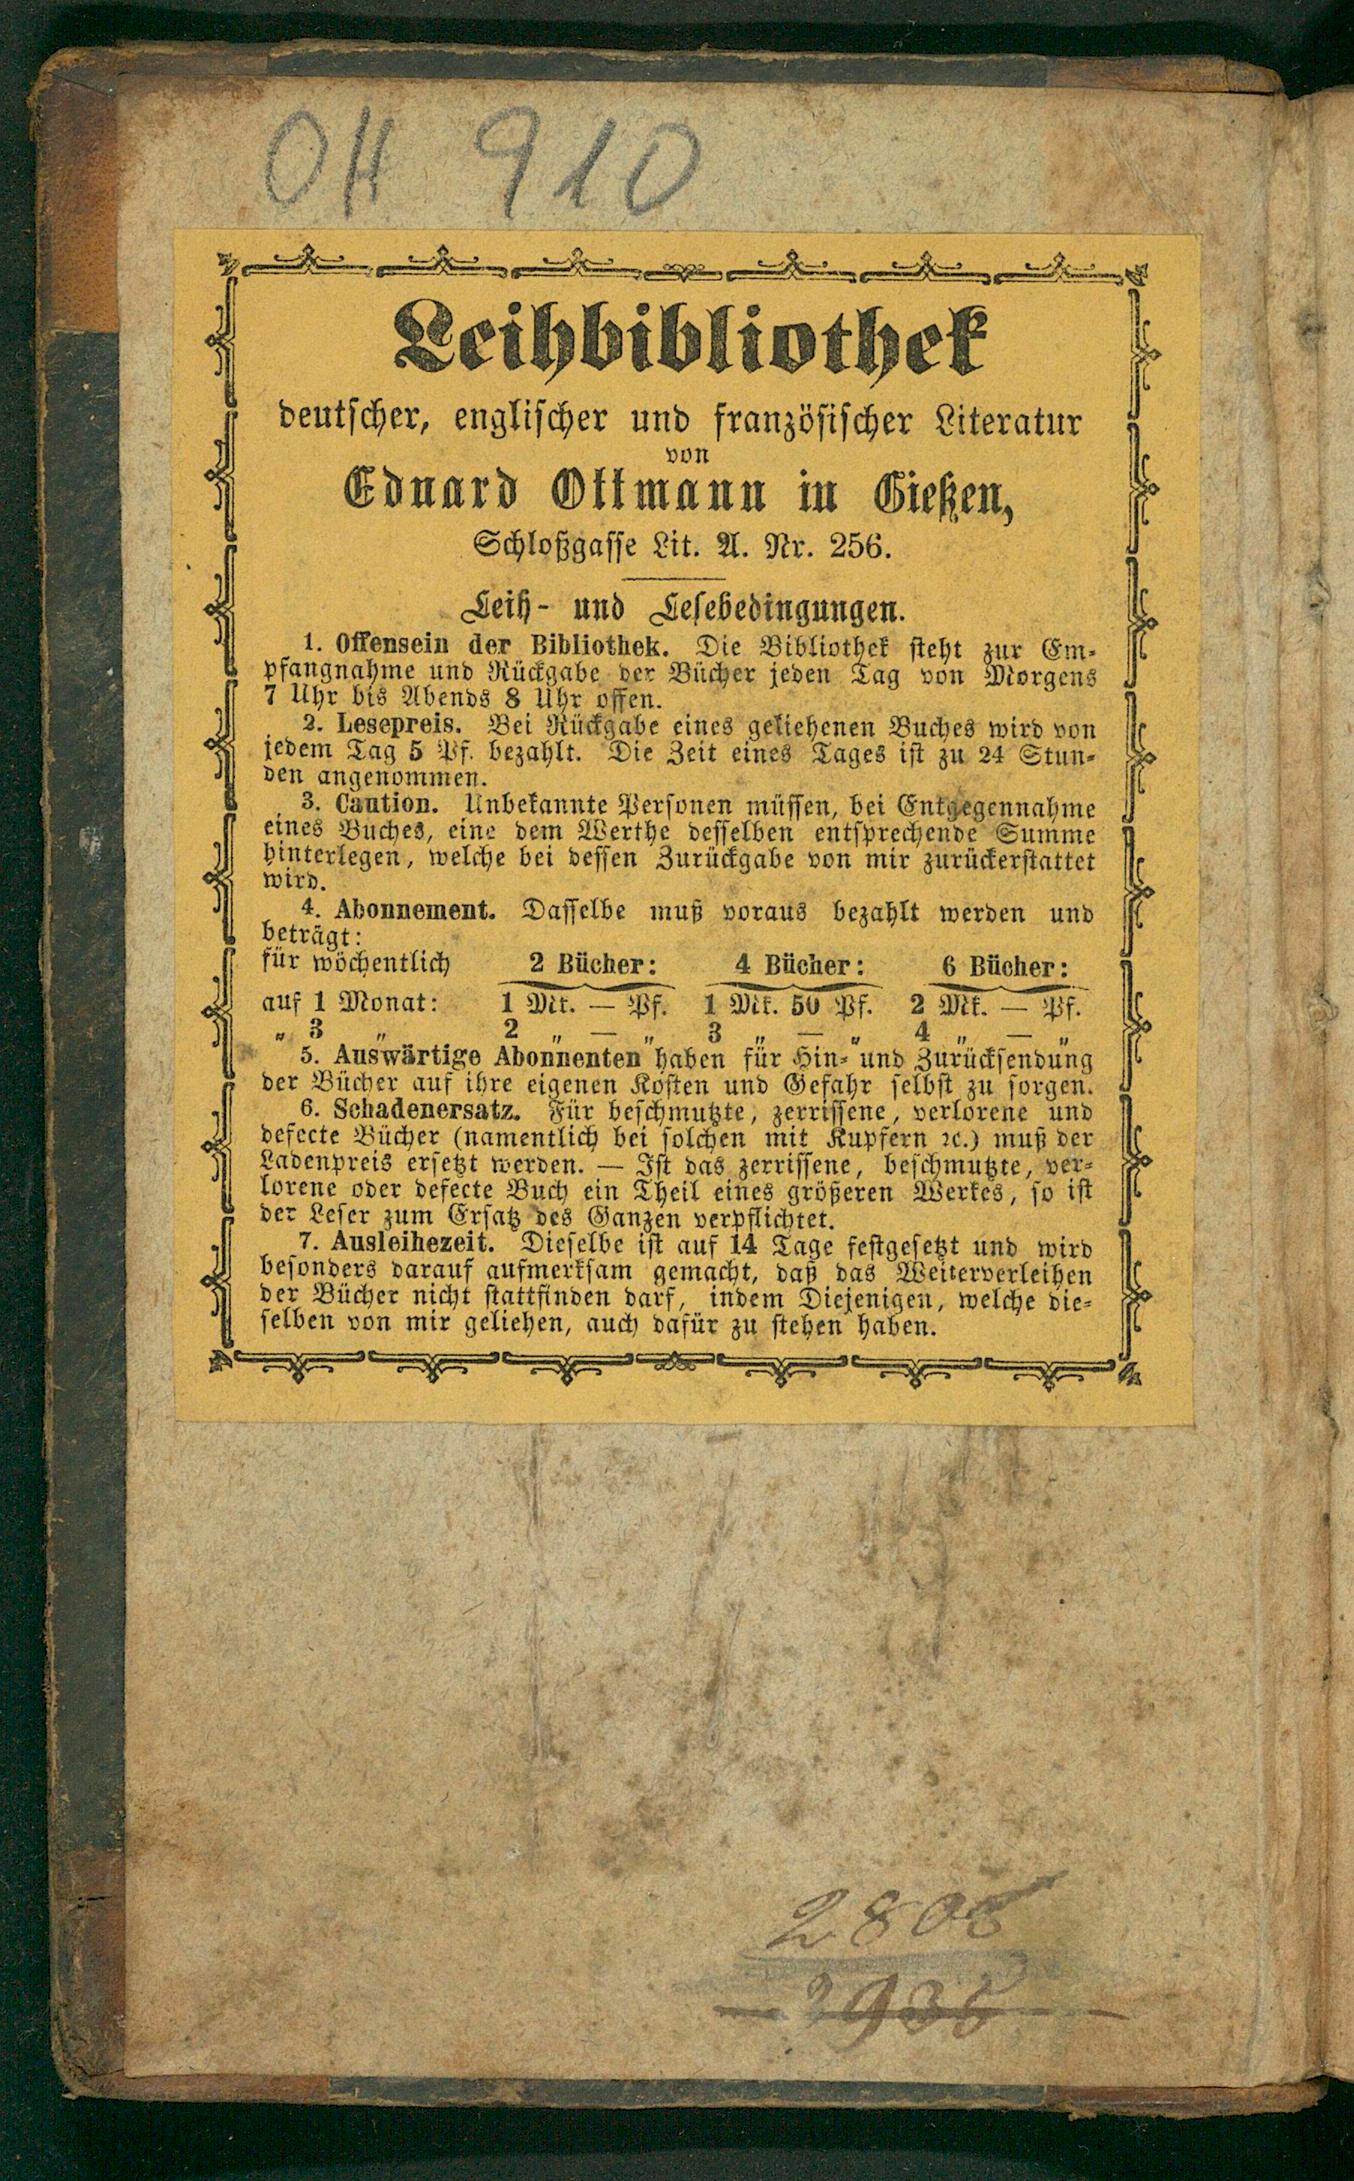 OH 910
Leihbibliothek
deutscher, englischer und französischer Literatur
von
Eduard Ottmann in Gießen,
Schloßgasse Lit. A. Nr. 256.
Leih- und Lesebedingungen.
1. Offensein der Bibliothek. Die Bibliothek steht zur Em-
pfangnahme und Rückgabe der Bücher jeden Tag von Morgens
7 Uhr bis Abends 8 Uhr offen.
2. Lesepreis. Bei Rückgabe eines geliehenen Buches wird von
jedem Tag 5 Pf. bezahlt. Die Zeit eines Tages ist zu 24 Stun-
den angenommen.
3. Caution. Unbekannte Personen müssen, bei Entgegennahme
eines Buches, eine dem Werthe desselben entsprechende Summe
hinterlegen, welche bei dessen Zurückgabe von mir zurückerstattet
wird.
4. Abonnement. Dasselbe muß voraus bezahlt werden und
beträgt:
für wöchentlich 2 Bücher: 4 Bücher: 6 Bücher:
auf 1 Monat: 1 Mk. — Pf. 1 Mk. 50 Pf. 2 Mk. — Pf.
„ 3 „ 2 „ — „ 3 „ — „ 4 „ — „
5. Auswärtige Abonnenten haben für Hin- und Zurücksendung
der Bücher auf ihre eigenen Kosten und Gefahr selbst zu sorgen.
6. Schadenersatz. Für beschmutzte, zerrissene, verlorene und
defecte Bücher (namentlich bei solchen mit Kupfern ꝛc.) muß der
Ladenpreis ersetzt werden. — Ist das zerrissene, beschmutzte, ver-
lorene oder defecte Buch ein Theil eines größeren Werkes, so ist
der Leser zum Ersatz des Ganzen verpflichtet.
7. Ausleihezeit. Dieselbe ist auf 14 Tage festgesetzt und wird
besonders darauf aufmerksam gemacht, daß das Weiterverleihen
der Bücher nicht stattfinden darf, indem Diejenigen, welche die-
selben von mir geliehen, auch dafür zu stehen haben.
2808